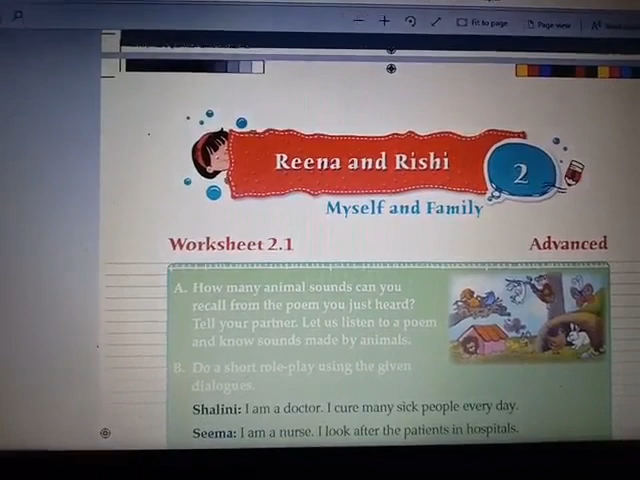 Fit to page Page view
Reena and Rishi
2
Myself and Family
Worksheet 2.1 Advanced
A. How many animal sounds can you
recall from the poem you just heard?
Tell your partner. Let us listen to a poem
and know sounds made by animals.
B. Do a short role-play using the given
dialogues.
Shalini: I am a doctor. I cure many sick people every day.
Seema: I am a nurse. I look after the patients in hospitals.